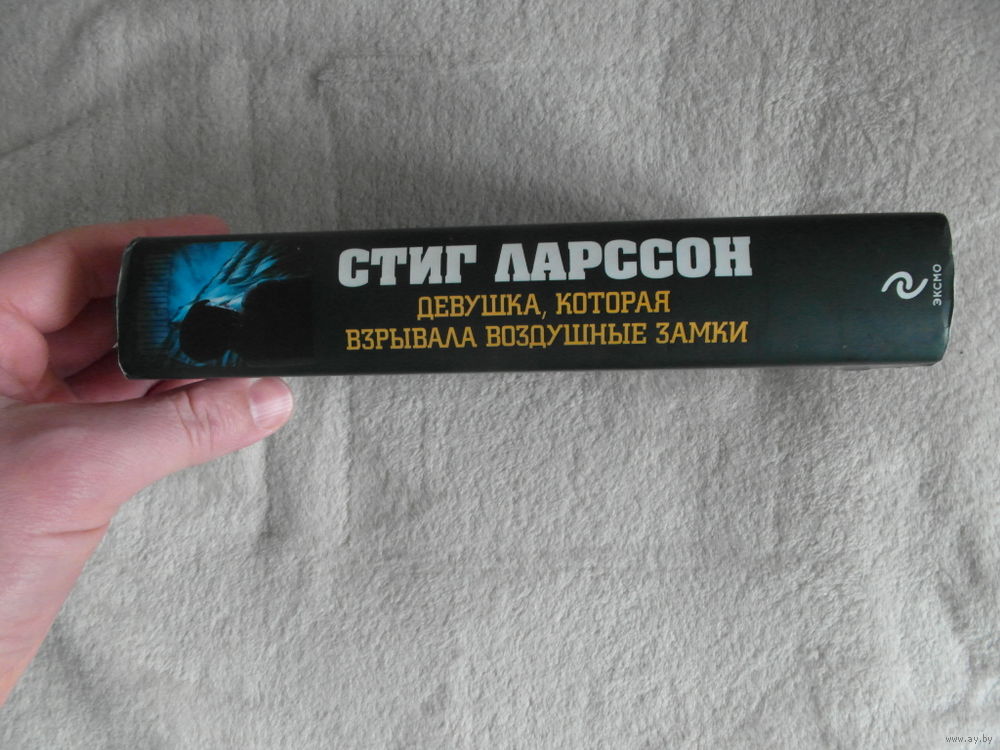 СТИГ ЛАРССОН
ДЕВУШКА, КОТОРАЯ
ВЗРЫВАЛА ВОЗДУШНЫЕ ЗАМКИ
ЭКСМО
www.ay.by